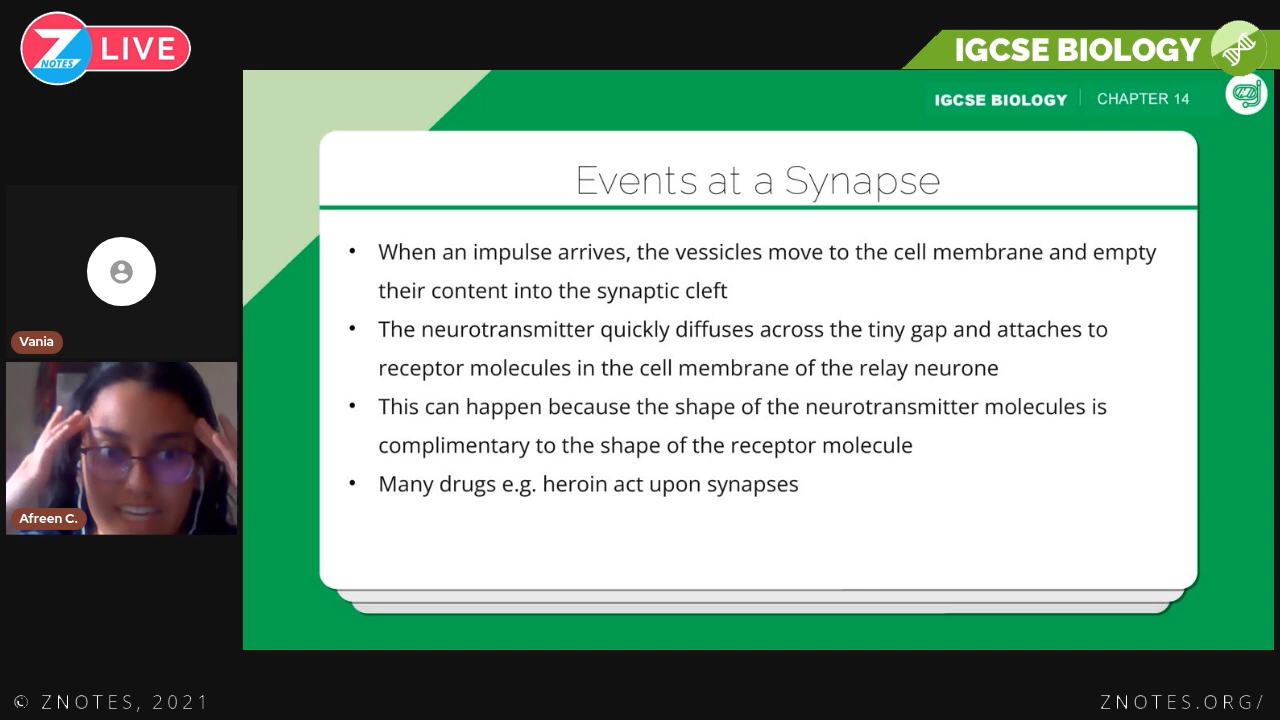 Z NOTES LIVE
IGCSE BIOLOGY
IGCSE BIOLOGY | CHAPTER 14
Events at a Synapse
• When an impulse arrives, the vessicles move to the cell membrane and empty
their content into the synaptic cleft
• The neurotransmitter quickly diffuses across the tiny gap and attaches to
receptor molecules in the cell membrane of the relay neurone
• This can happen because the shape of the neurotransmitter molecules is
complimentary to the shape of the receptor molecule
• Many drugs e.g. heroin act upon synapses
Vania
Afreen C.
© ZNOTES, 2021
ZNOTES.ORG/